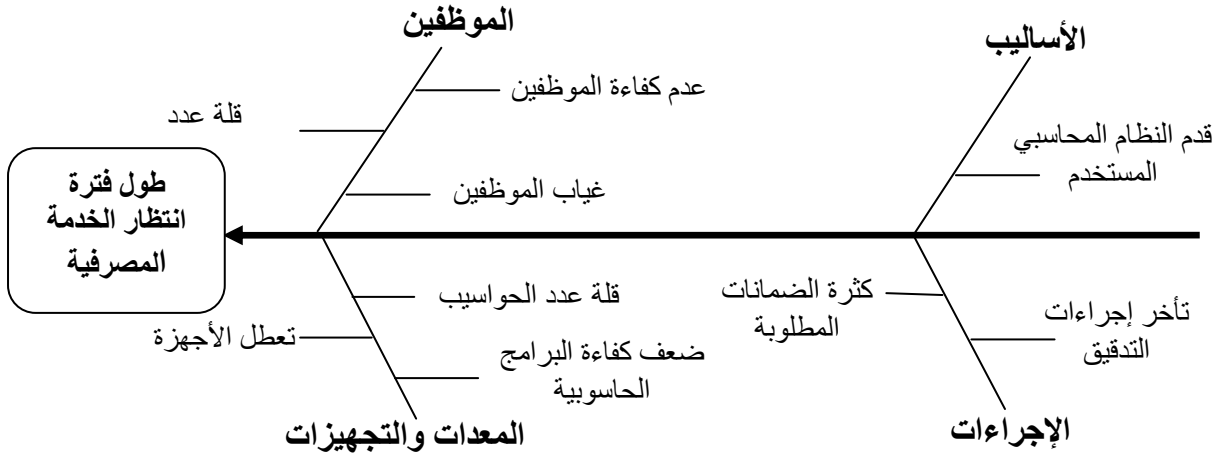 الأساليب
قدم النظام المحاسبي
المستخدم
الموظفين
عدم كفاءة الموظفين
قلة عدد
غياب الموظفين
طول فترة
انتظار الخدمة
المصرفية
تأخر إجراءات
التدقيق
كثرة الضمانات
المطلوبة
الإجراءات
قلة عدد الحواسيب
تعطل الأجهزة
ضعف كفاءة البرامج
الحاسوبية
المعدات والتجهيزات